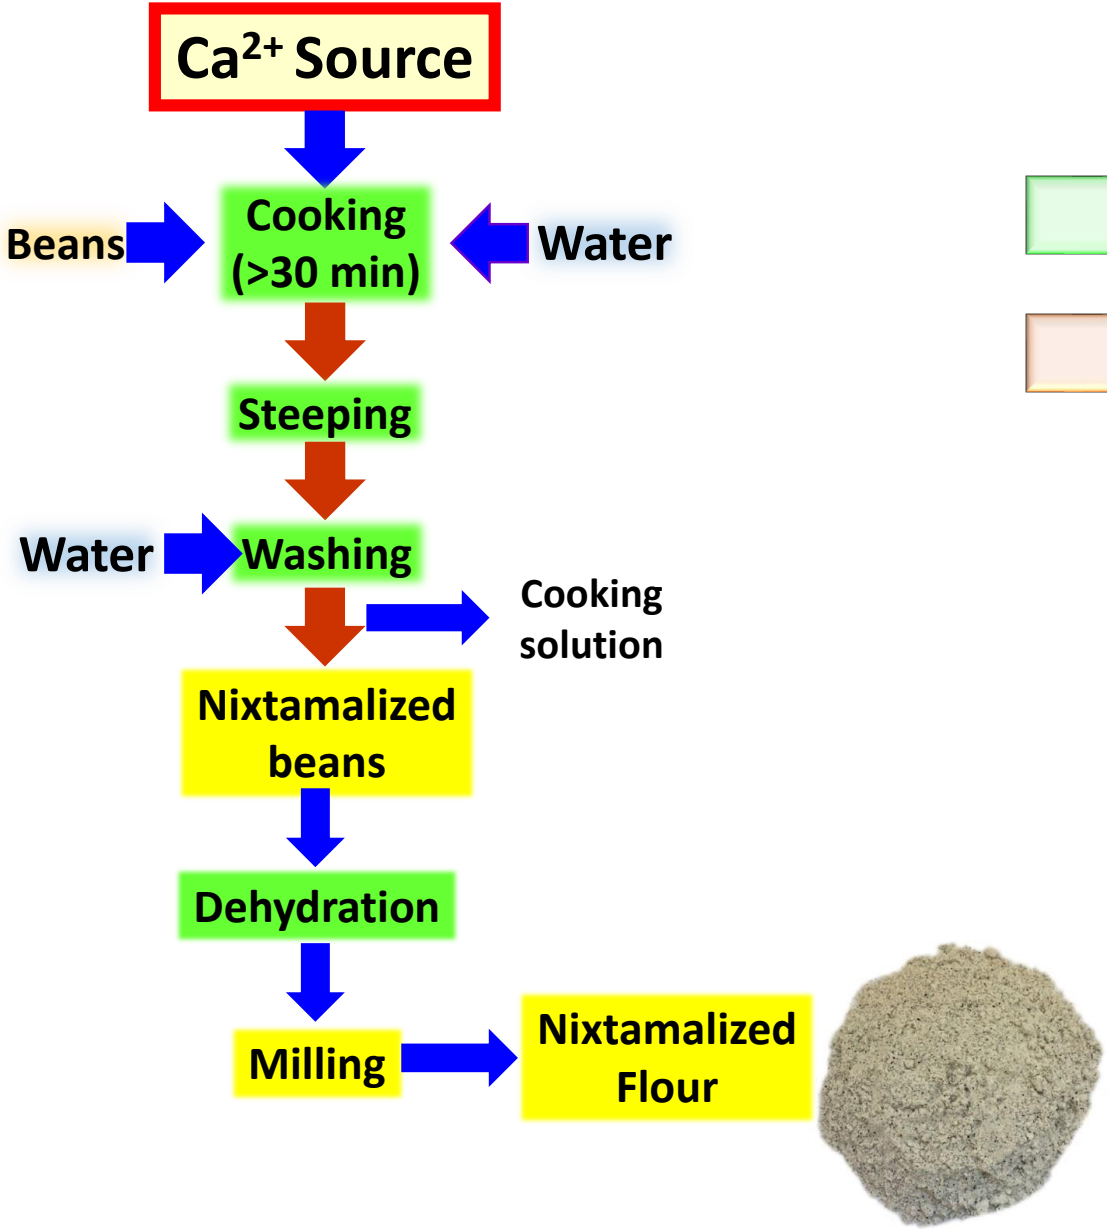 Ca²⁺ Source
Cooking
(>30 min)
Beans
Water
Steeping
Water
Washing
Cooking
solution
Nixtamalized
beans
Dehydration
Milling
Nixtamalized
Flour